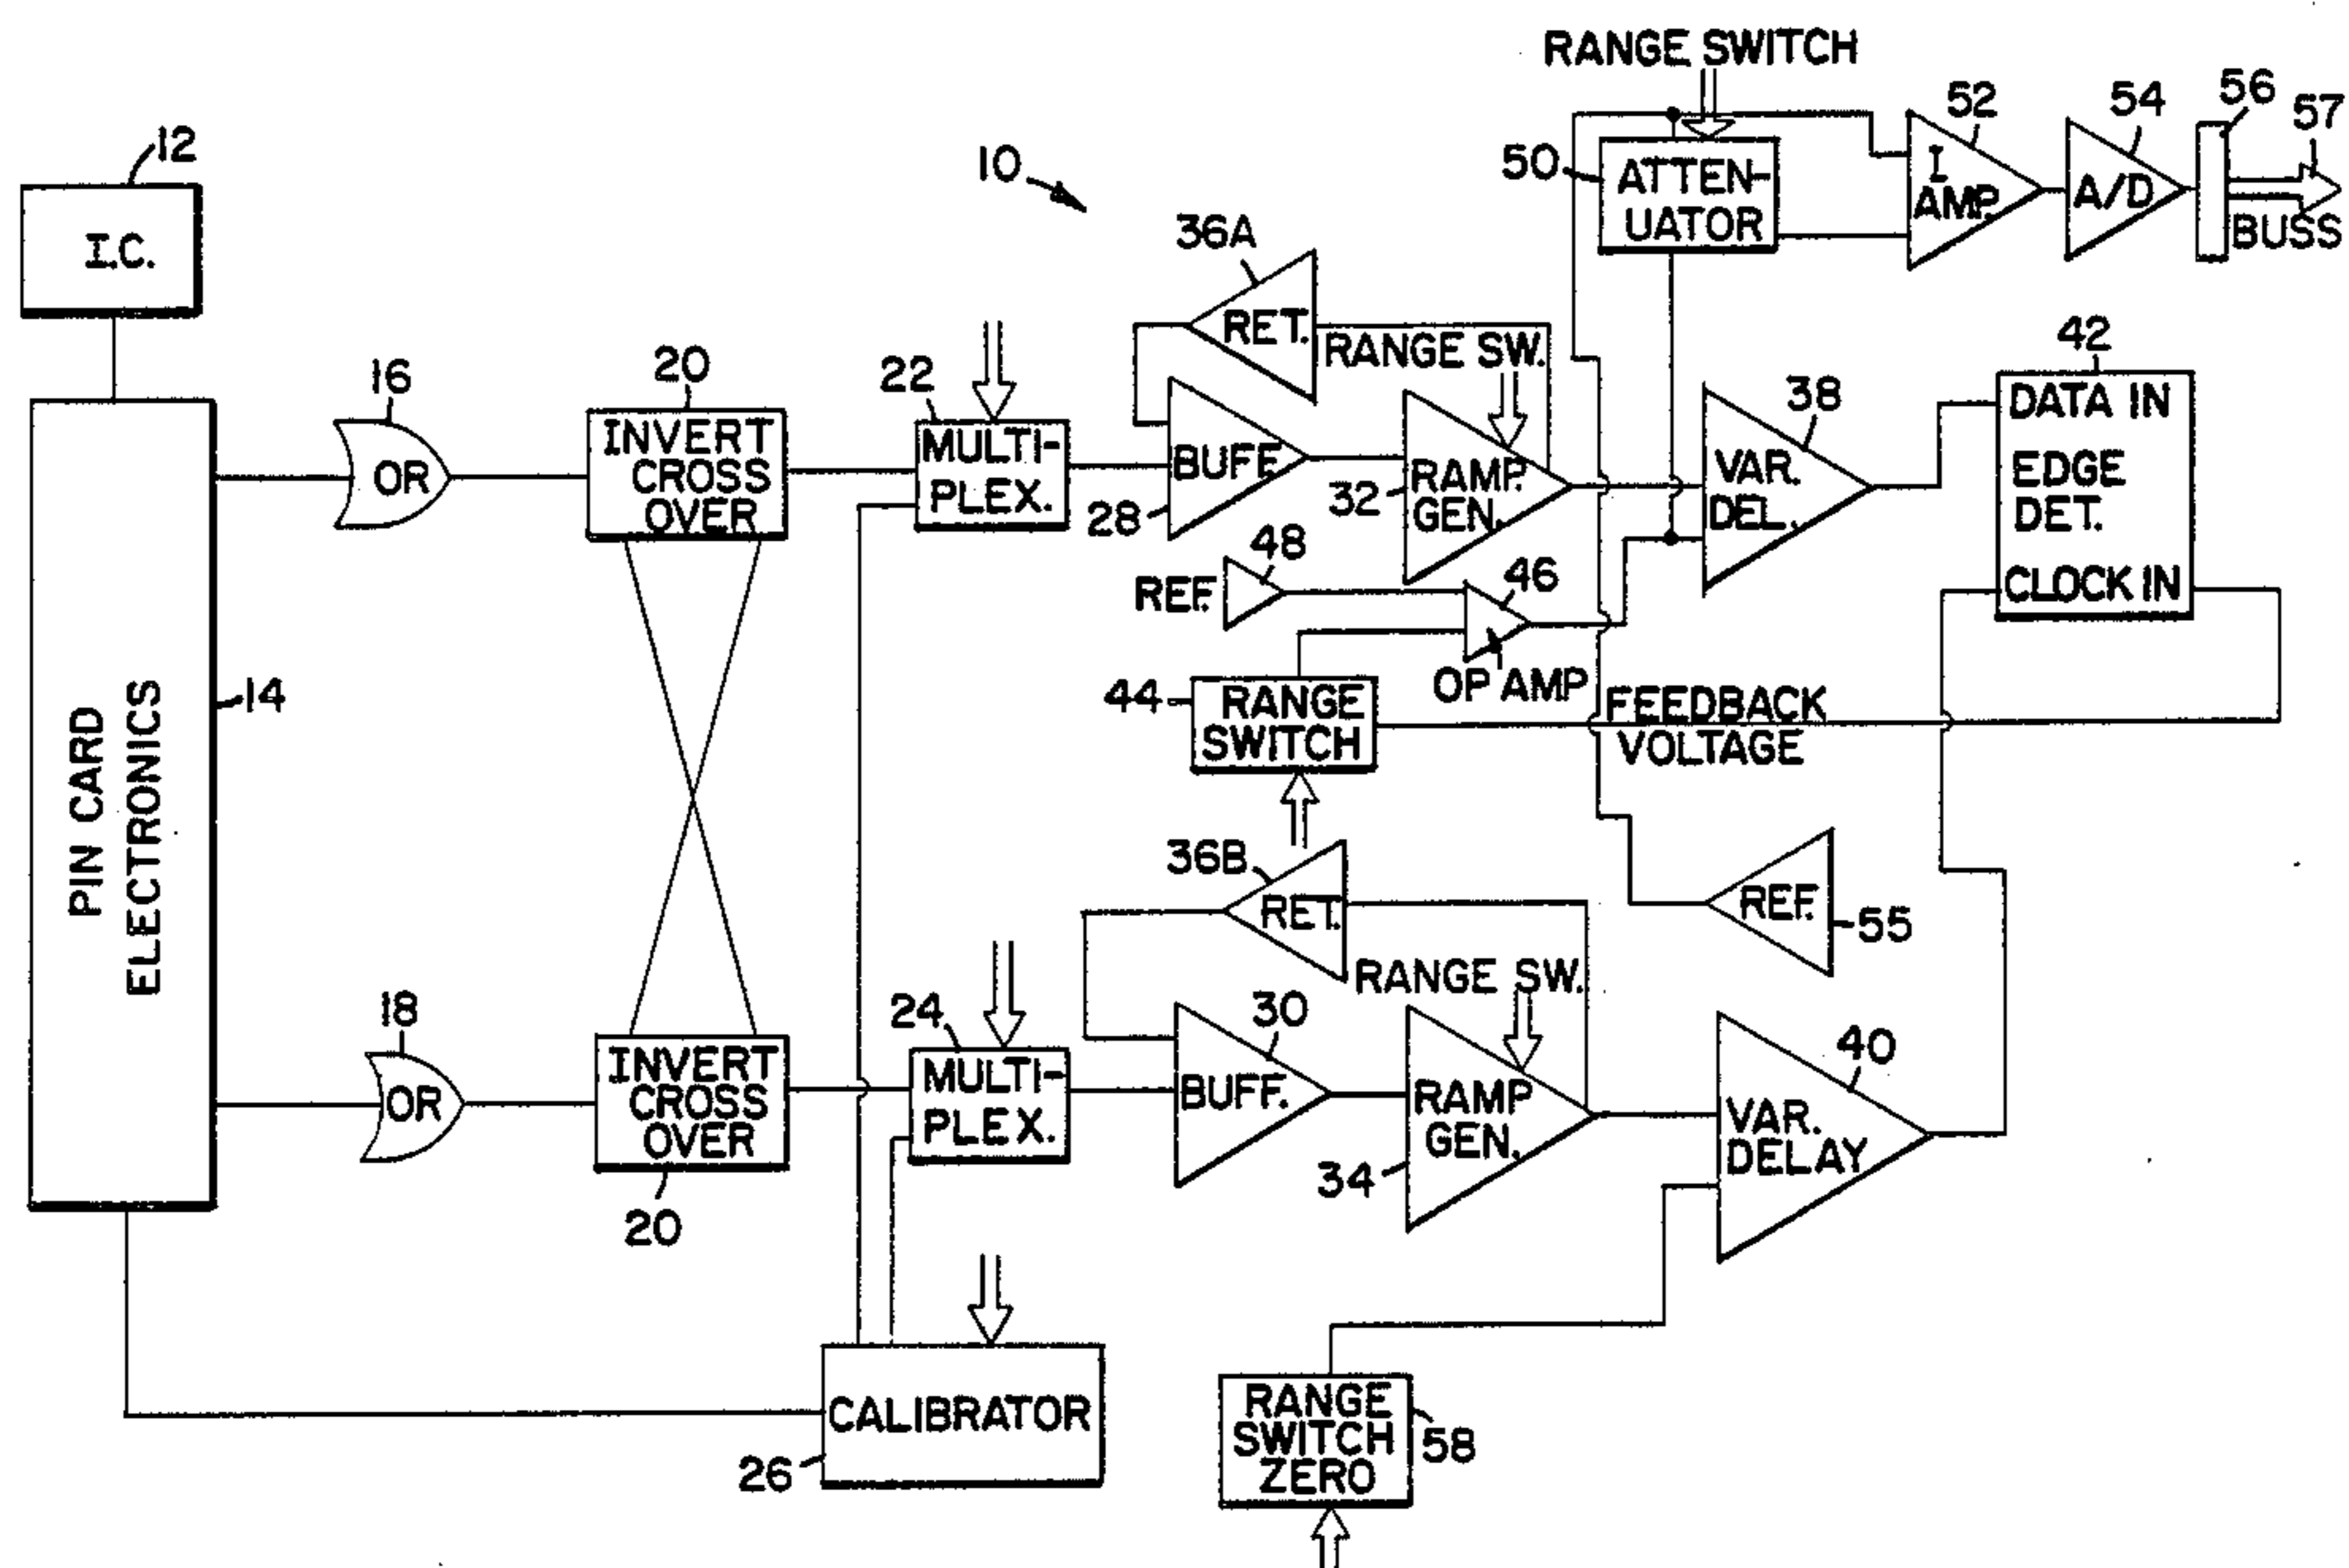 RANGE SWITCH
52
54
56
57
12
10
50
ATTEN-
UATOR
I
AMP.
A/D
BUSS
I.C.
36A
RET.
RANGE SW.
42
16
20
22
38
DATA IN
OR
INVERT
CROSS
OVER
MULTI-
PLEX.
BUFF.
28
32
RAMP.
GEN.
VAR.
DEL.
EDGE
DET.
CLOCK IN
48
REF.
46
OP AMP
44
RANGE
SWITCH
FEEDBACK
VOLTAGE
14
PIN CARD
ELECTRONICS
36B
RET.
REF.
55
RANGE SW.
18
24
30
40
OR
INVERT
CROSS
OVER
20
MULTI-
PLEX.
BUFF.
RAMP
GEN.
34
VAR.
DELAY
CALIBRATOR
26
RANGE
SWITCH
ZERO
58